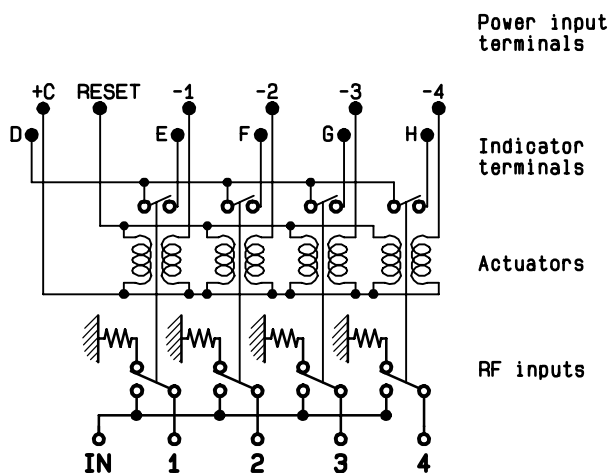 Power input
terminals
+C RESET -1 -2 -3 -4
D E F G H
Indicator
terminals
Actuators
RF inputs
IN 1 2 3 4